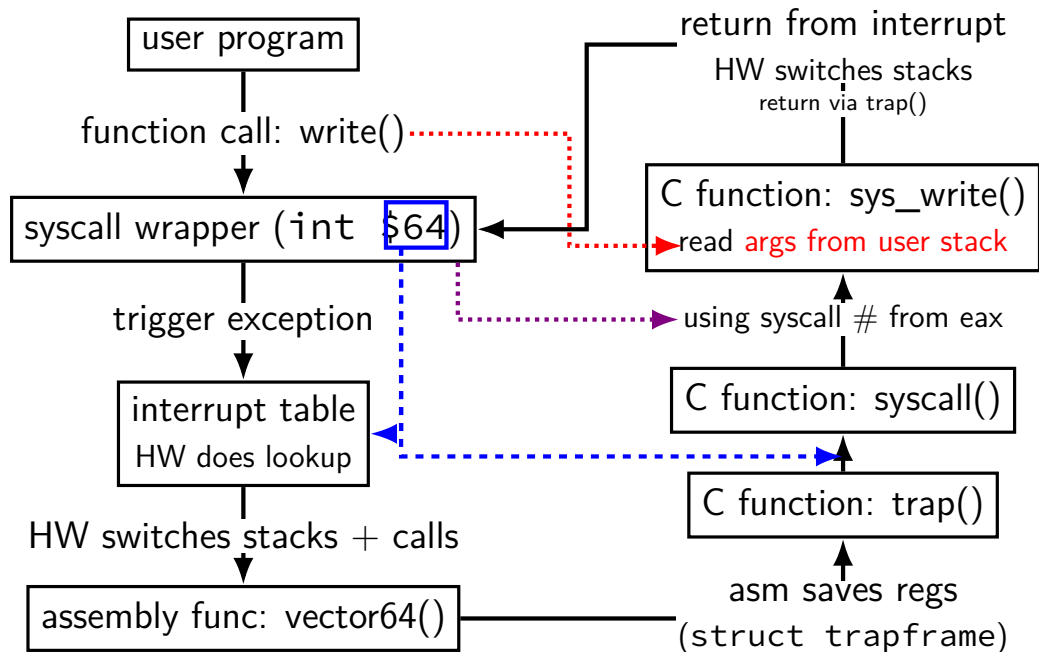 user program
function call: write()
syscall wrapper (int $64)
trigger exception
interrupt table
HW does lookup
HW switches stacks + calls
assembly func: vector64()
asm saves regs
(struct trapframe)
C function: trap()
C function: syscall()
using syscall # from eax
C function: sys_write()
read args from user stack
return from interrupt
HW switches stacks
return via trap()